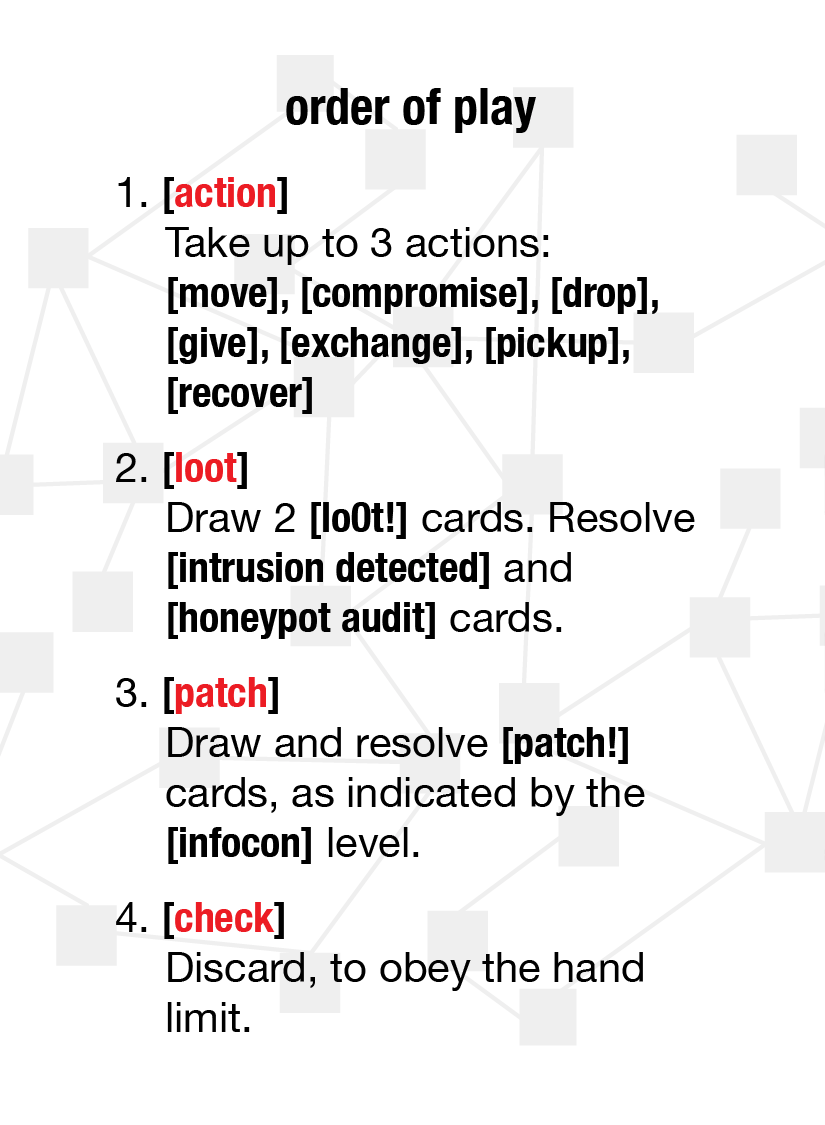 order of play
1. [action]
Take up to 3 actions:
[move], [compromise], [drop],
[give], [exchange], [pickup],
[recover]
2. [loot]
Draw 2 [lo0t!] cards. Resolve
[intrusion detected] and
[honeypot audit] cards.
3. [patch]
Draw and resolve [patch!]
cards, as indicated by the
[infocon] level.
4. [check]
Discard, to obey the hand
limit.